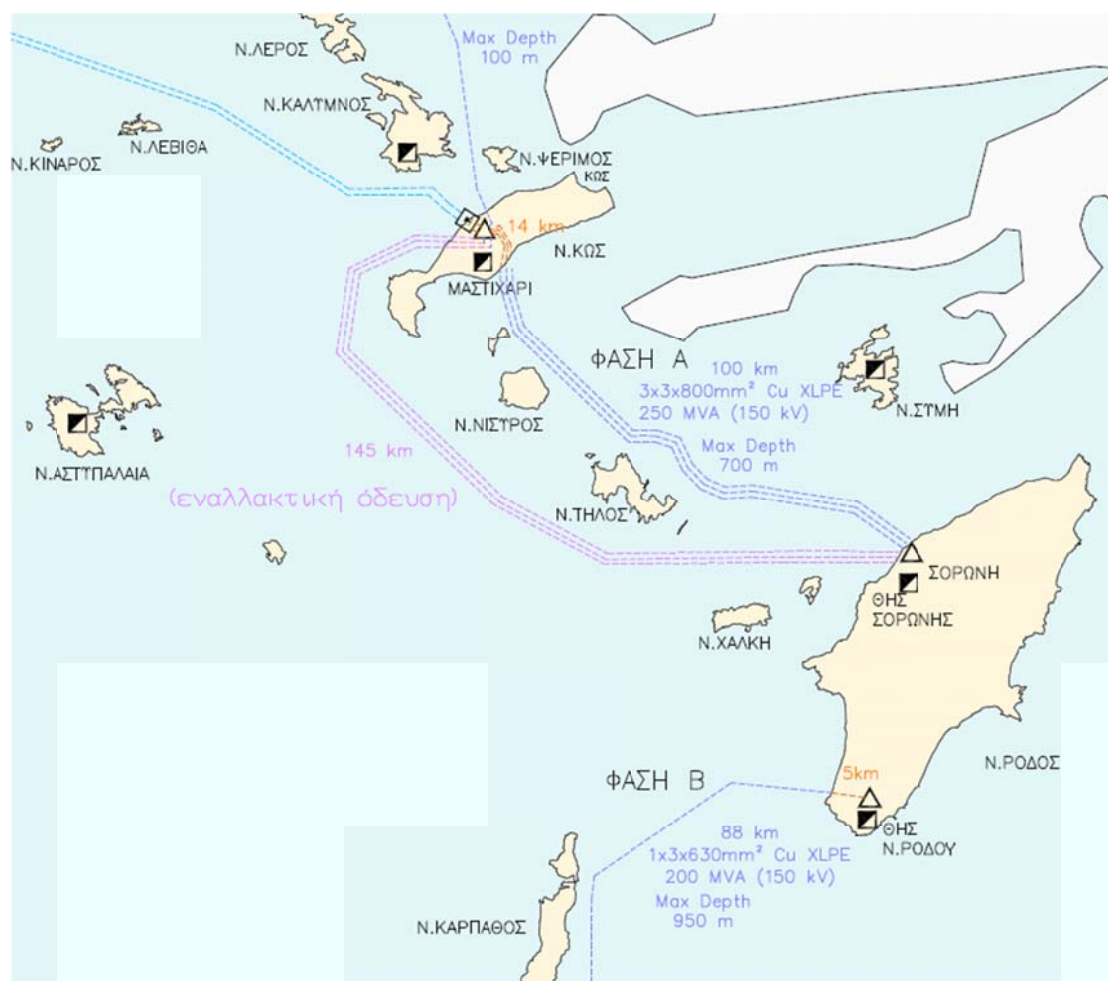 Max Depth
100 m
Ν.ΛΕΡΟΣ
Ν.ΚΑΛΥΜΝΟΣ
Ν.ΛΕΒΙΘΑ
Ν.ΚΙΝΑΡΟΣ
Ν.ΨΕΡΙΜΟΣ
ΚΩΣ
14 km
Ν.ΚΩΣ
ΜΑΣΤΙΧΑΡΙ
ΦΑΣΗ Α
100 km
3x3x800mm² Cu XLPE
250 MVA (150 kV)
Max Depth
700 m
Ν.ΣΥΜΗ
Ν.ΝΙΣΥΡΟΣ
145 km
(εναλλακτική όδευση)
Ν.ΑΣΤΥΠΑΛΑΙΑ
Ν.ΤΗΛΟΣ
ΣΟΡΩΝΗ
ΘΗΣ
ΣΟΡΩΝΗΣ
Ν.ΧΑΛΚΗ
Ν.ΡΟΔΟΣ
ΦΑΣΗ Β
5km
88 km
1x3x630mm² Cu XLPE
200 MVA (150 kV)
Max Depth
950 m
ΘΗΣ
Ν.ΡΟΔΟΥ
Ν.ΚΑΡΠΑΘΟΣ